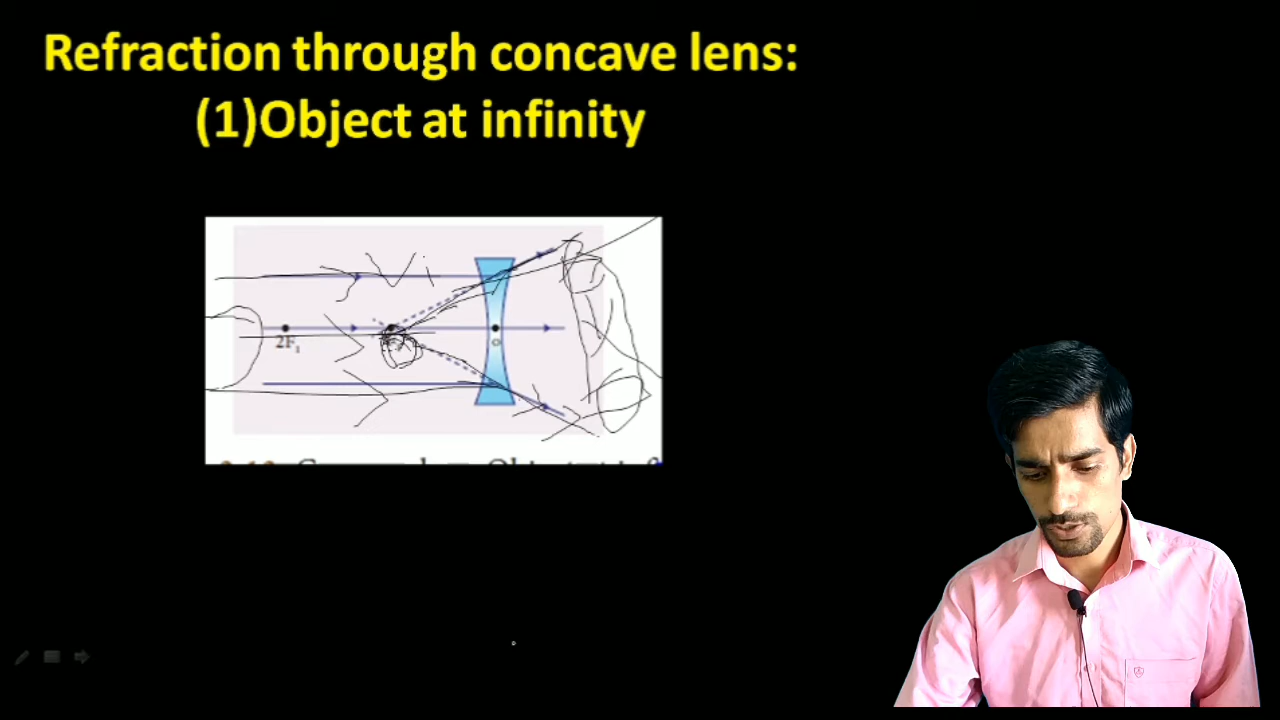 Refraction through concave lens:
(1)Object at infinity
2F₁
O